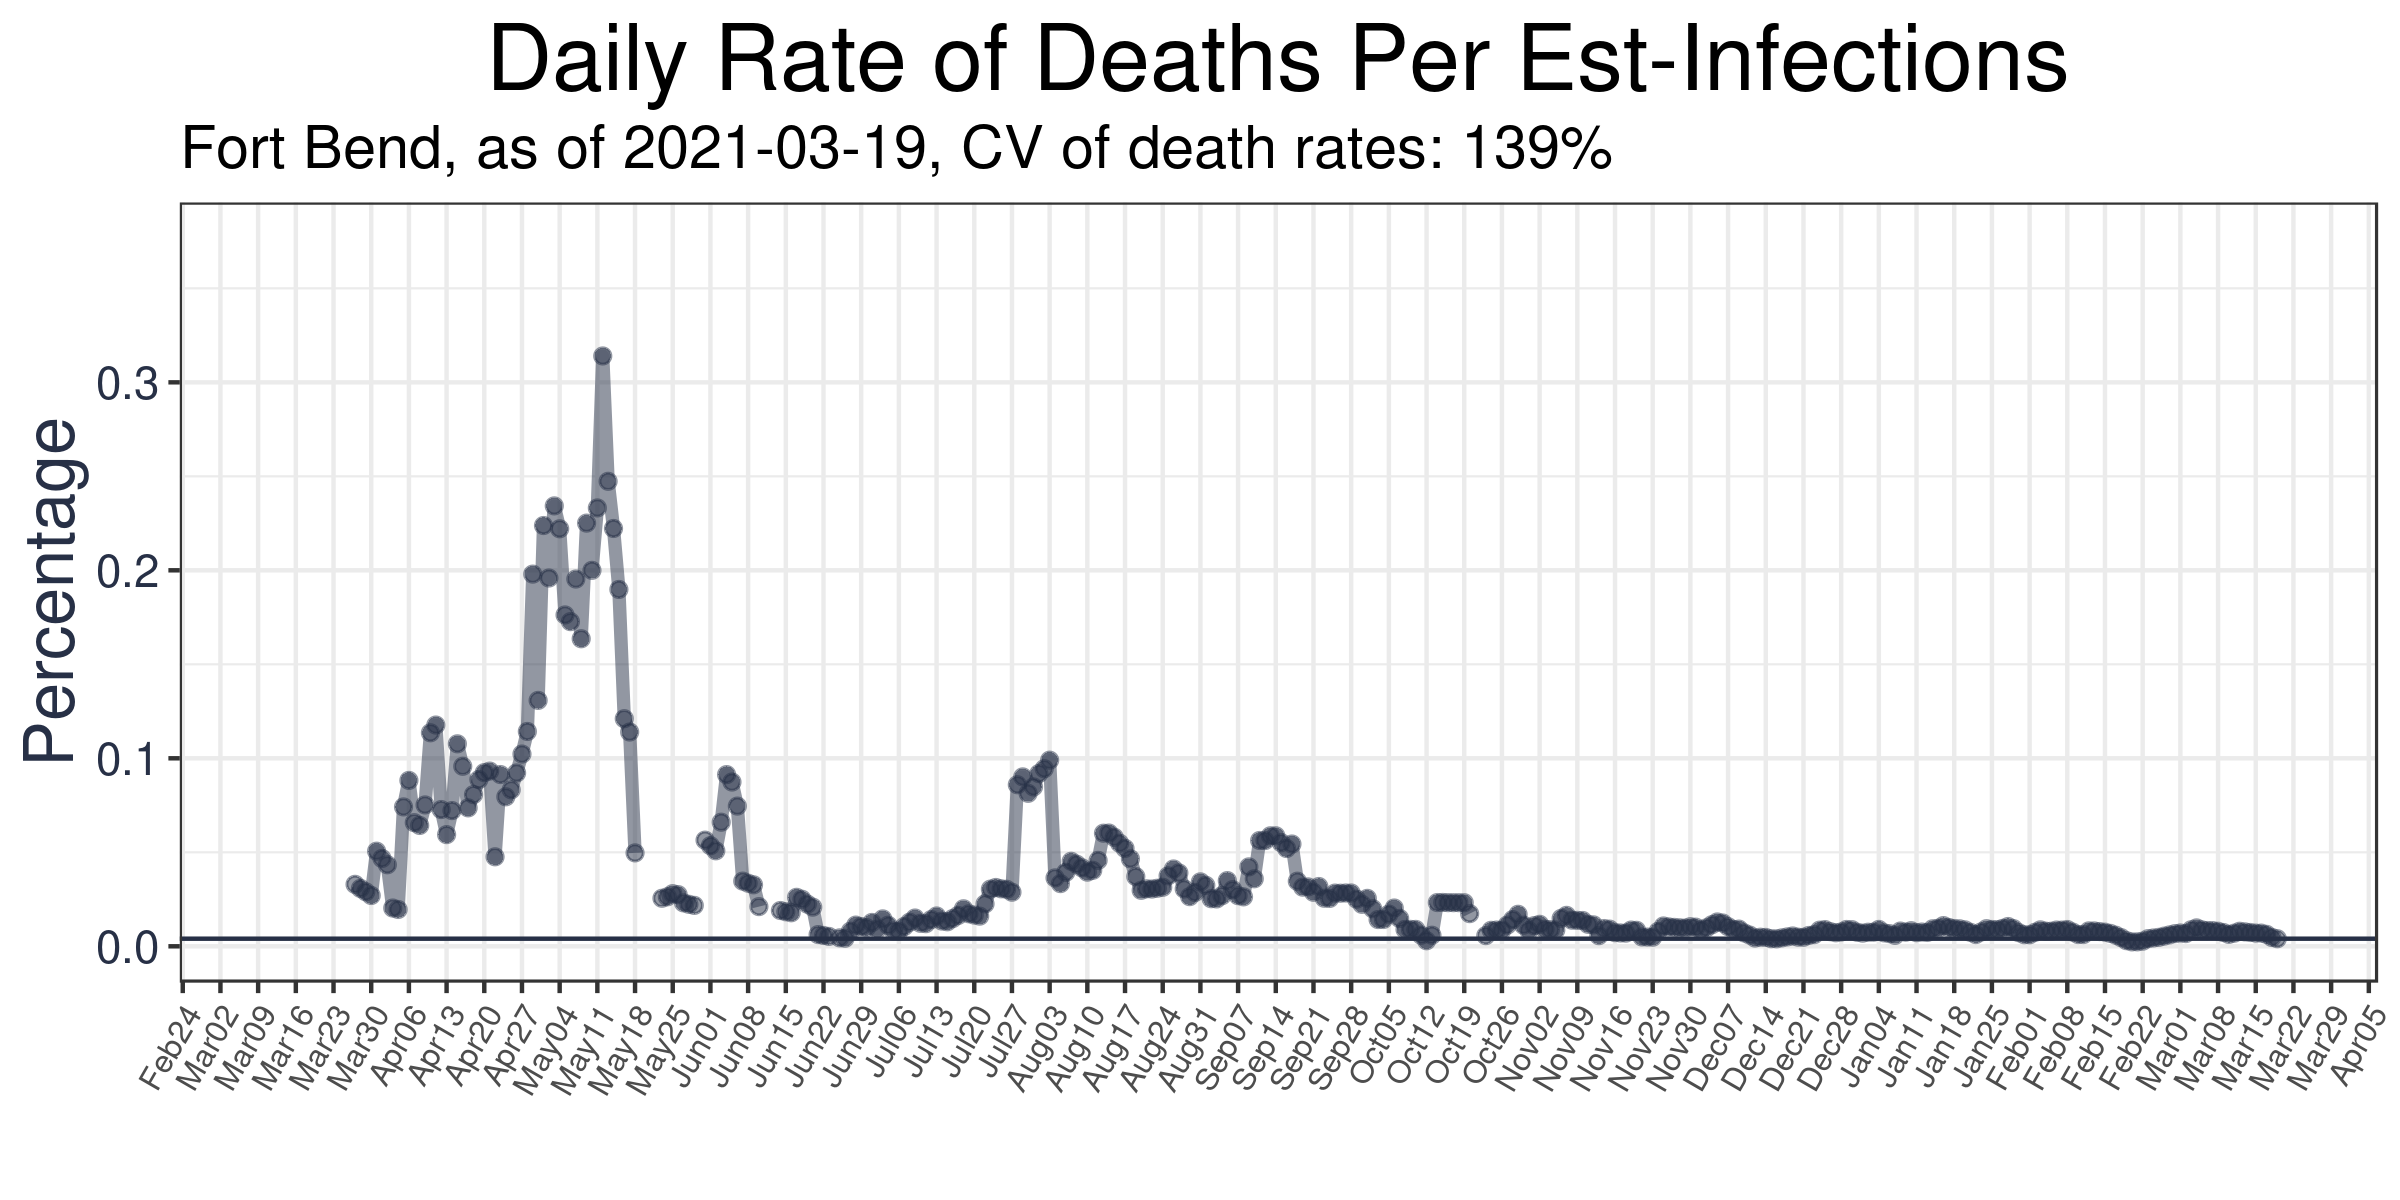 Daily Rate of Deaths Per Est-Infections
Fort Bend, as of 2021-03-19, CV of death rates: 139%
Percentage
0.3
0.2
0.1
0.0
Feb24
Mar02
Mar09
Mar16
Mar23
Mar30
Apr06
Apr13
Apr20
Apr27
May04
May11
May18
May25
Jun01
Jun08
Jun15
Jun22
Jun29
Jul06
Jul13
Jul20
Jul27
Aug03
Aug10
Aug17
Aug24
Aug31
Sep07
Sep14
Sep21
Sep28
Oct05
Oct12
Oct19
Oct26
Nov02
Nov09
Nov16
Nov23
Nov30
Dec07
Dec14
Dec21
Dec28
Jan04
Jan11
Jan18
Jan25
Feb01
Feb08
Feb15
Feb22
Mar01
Mar08
Mar15
Mar22
Mar29
Apr05